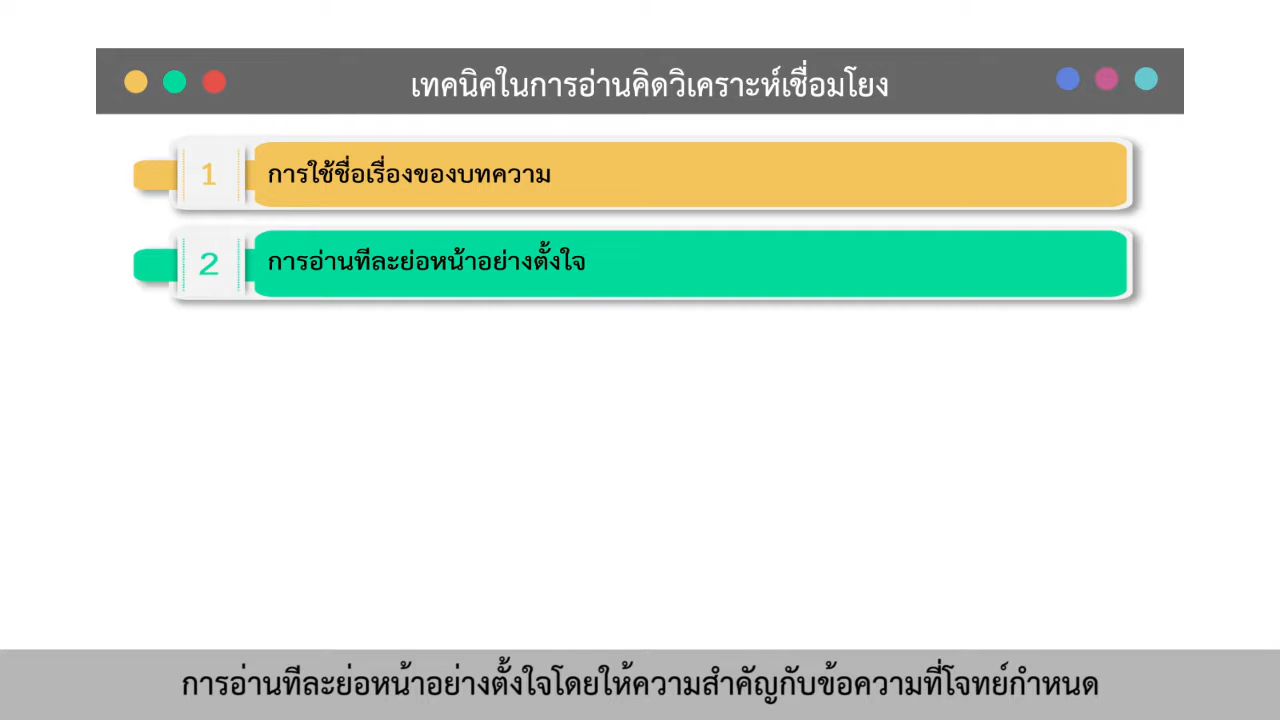 เทคนิคในการอ่านคิดวิเคราะห์เชื่อมโยง
1 การใช้ชื่อเรื่องของบทความ
2 การอ่านทีละย่อหน้าอย่างตั้งใจ
การอ่านทีละย่อหน้าอย่างตั้งใจโดยให้ความสำคัญกับข้อความที่โจทย์กำหนด